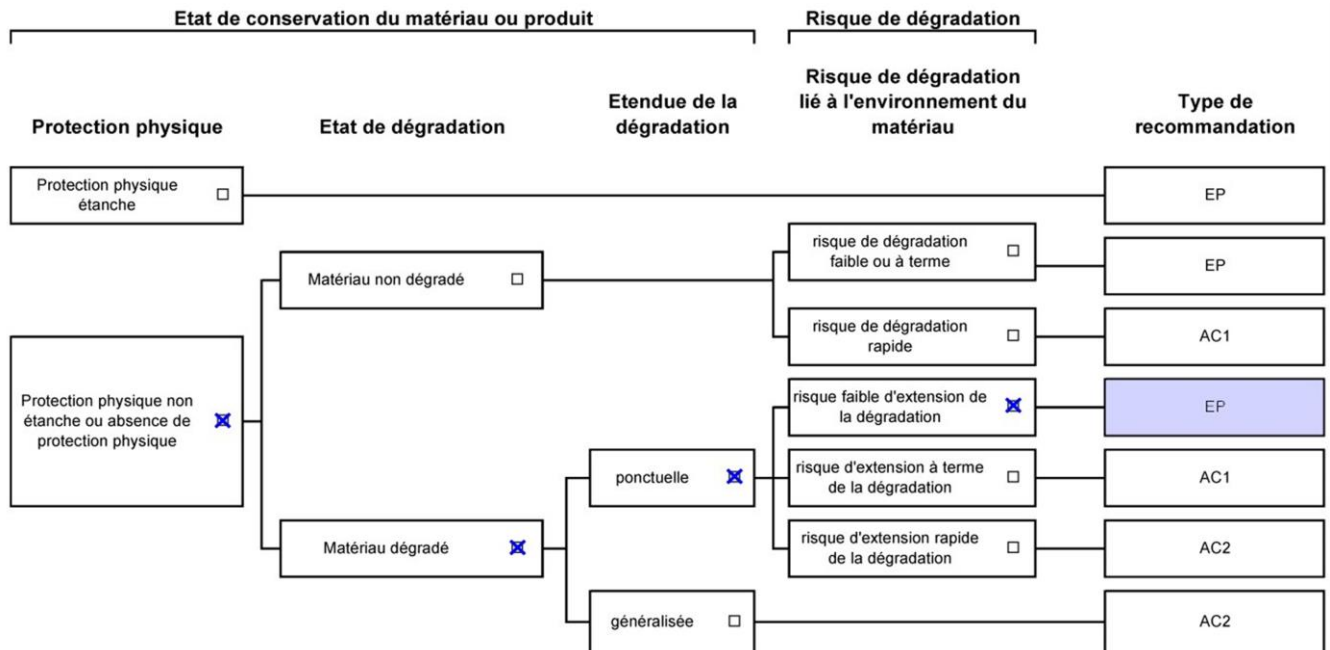 Etat de conservation du matériau ou produit
Risque de dégradation
Protection physique
Etat de dégradation
Etendue de la
dégradation
Risque de dégradation
lié à l'environnement du
matériau
Type de
recommandation
Protection physique
étanche
EP
Matériau non dégradé
risque de dégradation
faible ou à terme
EP
risque de dégradation
rapide
AC1
Protection physique non
étanche ou absence de
protection physique
risque faible d'extension de
la dégradation
EP
ponctuelle
risque d'extension à terme
de la dégradation
AC1
Matériau dégradé
risque d'extension rapide
de la dégradation
AC2
généralisée
AC2